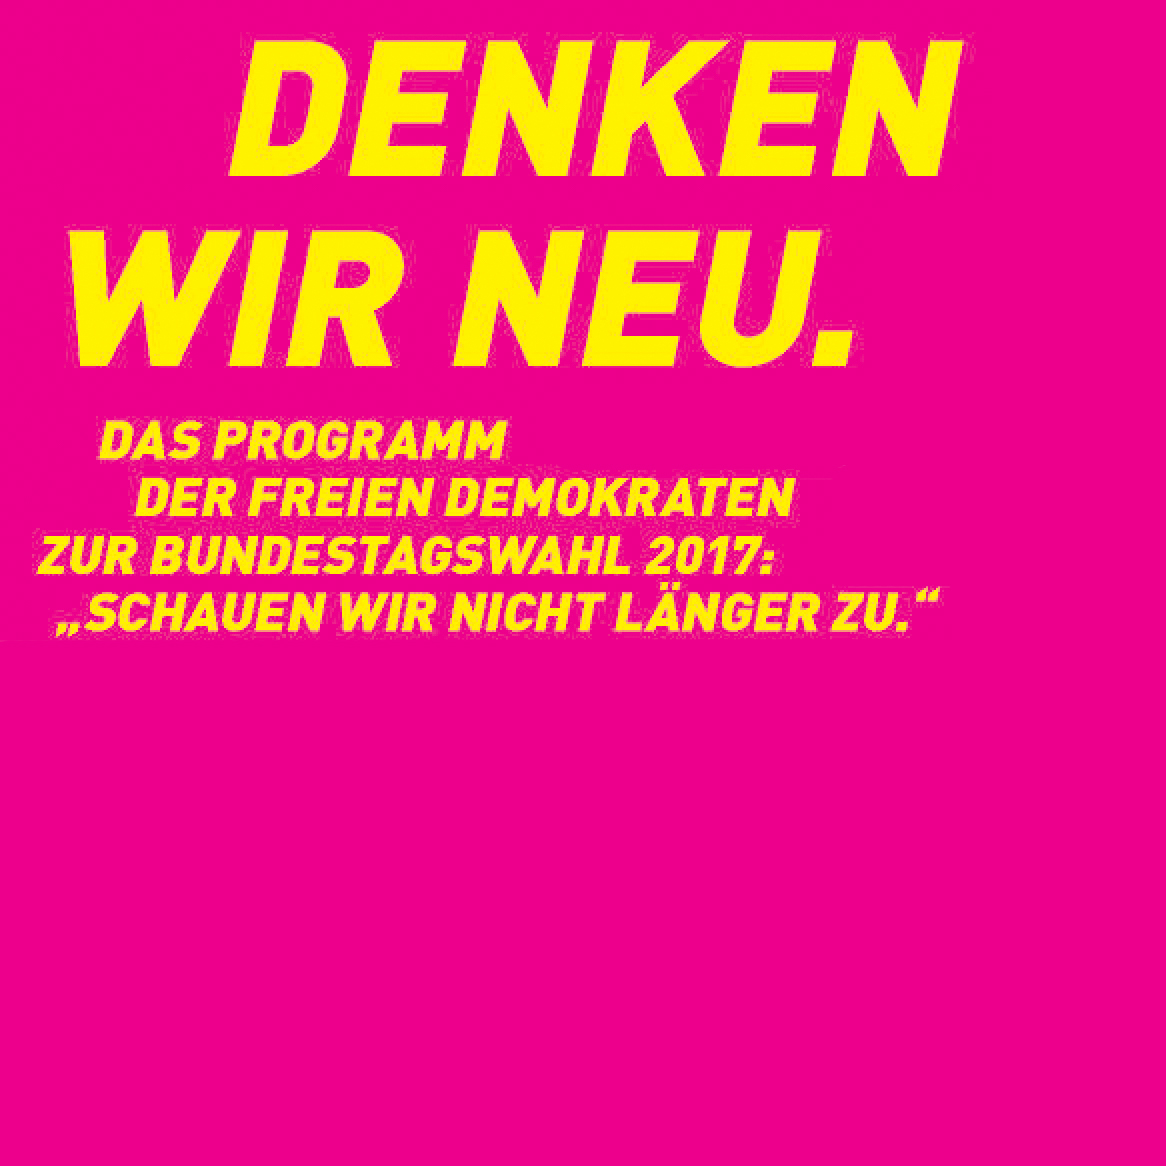 DENKEN
WIR NEU.
DAS PROGRAMM
DER FREIEN DEMOKRATEN
ZUR BUNDESTAGSWAHL 2017:
„SCHAUEN WIR NICHT LÄNGER ZU.“